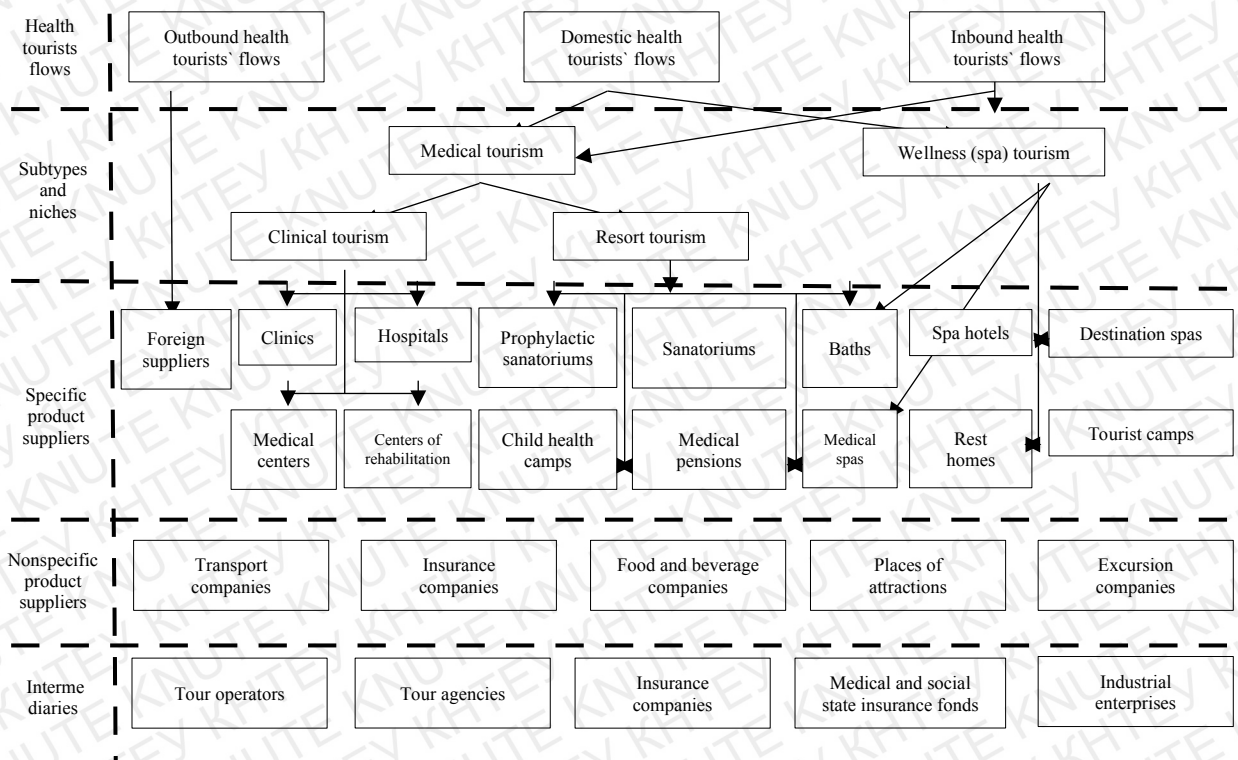 Health
tourists
flows
Outbound health
tourists` flows
Domestic health
tourists` flows
Inbound health
tourists` flows
Subtypes
and
niches
Medical tourism
Wellness (spa) tourism
Clinical tourism
Resort tourism
Specific
product
suppliers
Foreign
suppliers
Clinics
Hospitals
Prophylactic
sanatoriums
Sanatoriums
Baths
Spa hotels
Destination spas
Medical
centers
Centers of
rehabilitation
Child health
camps
Medical
pensions
Medical
spas
Rest
homes
Tourist camps
Nonspecific
product
suppliers
Transport
companies
Insurance
companies
Food and beverage
companies
Places of
attractions
Excursion
companies
Interme
diaries
Tour operators
Tour agencies
Insurance
companies
Medical and social
state insurance fonds
Industrial
enterprises
KNUTE КНТЕУ